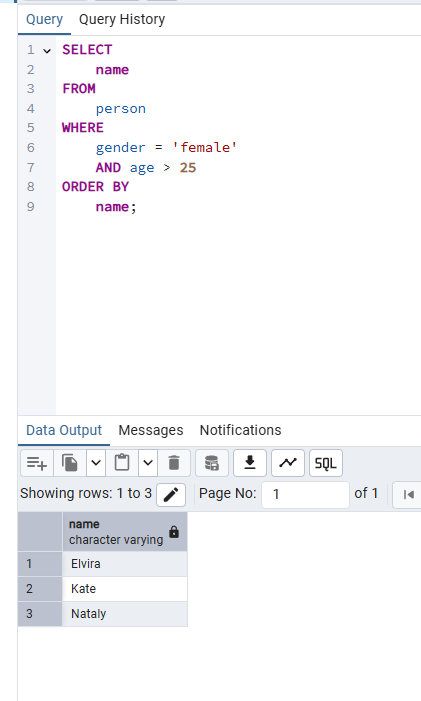 Query Query History
1 SELECT
2 name
3 FROM
4 person
5 WHERE
6 gender = 'female'
7 AND age > 25
8 ORDER BY
9 name;
Data Output Messages Notifications
SQL
Showing rows: 1 to 3 Page No: 1 of 1
name
character varying
1 Elvira
2 Kate
3 Nataly